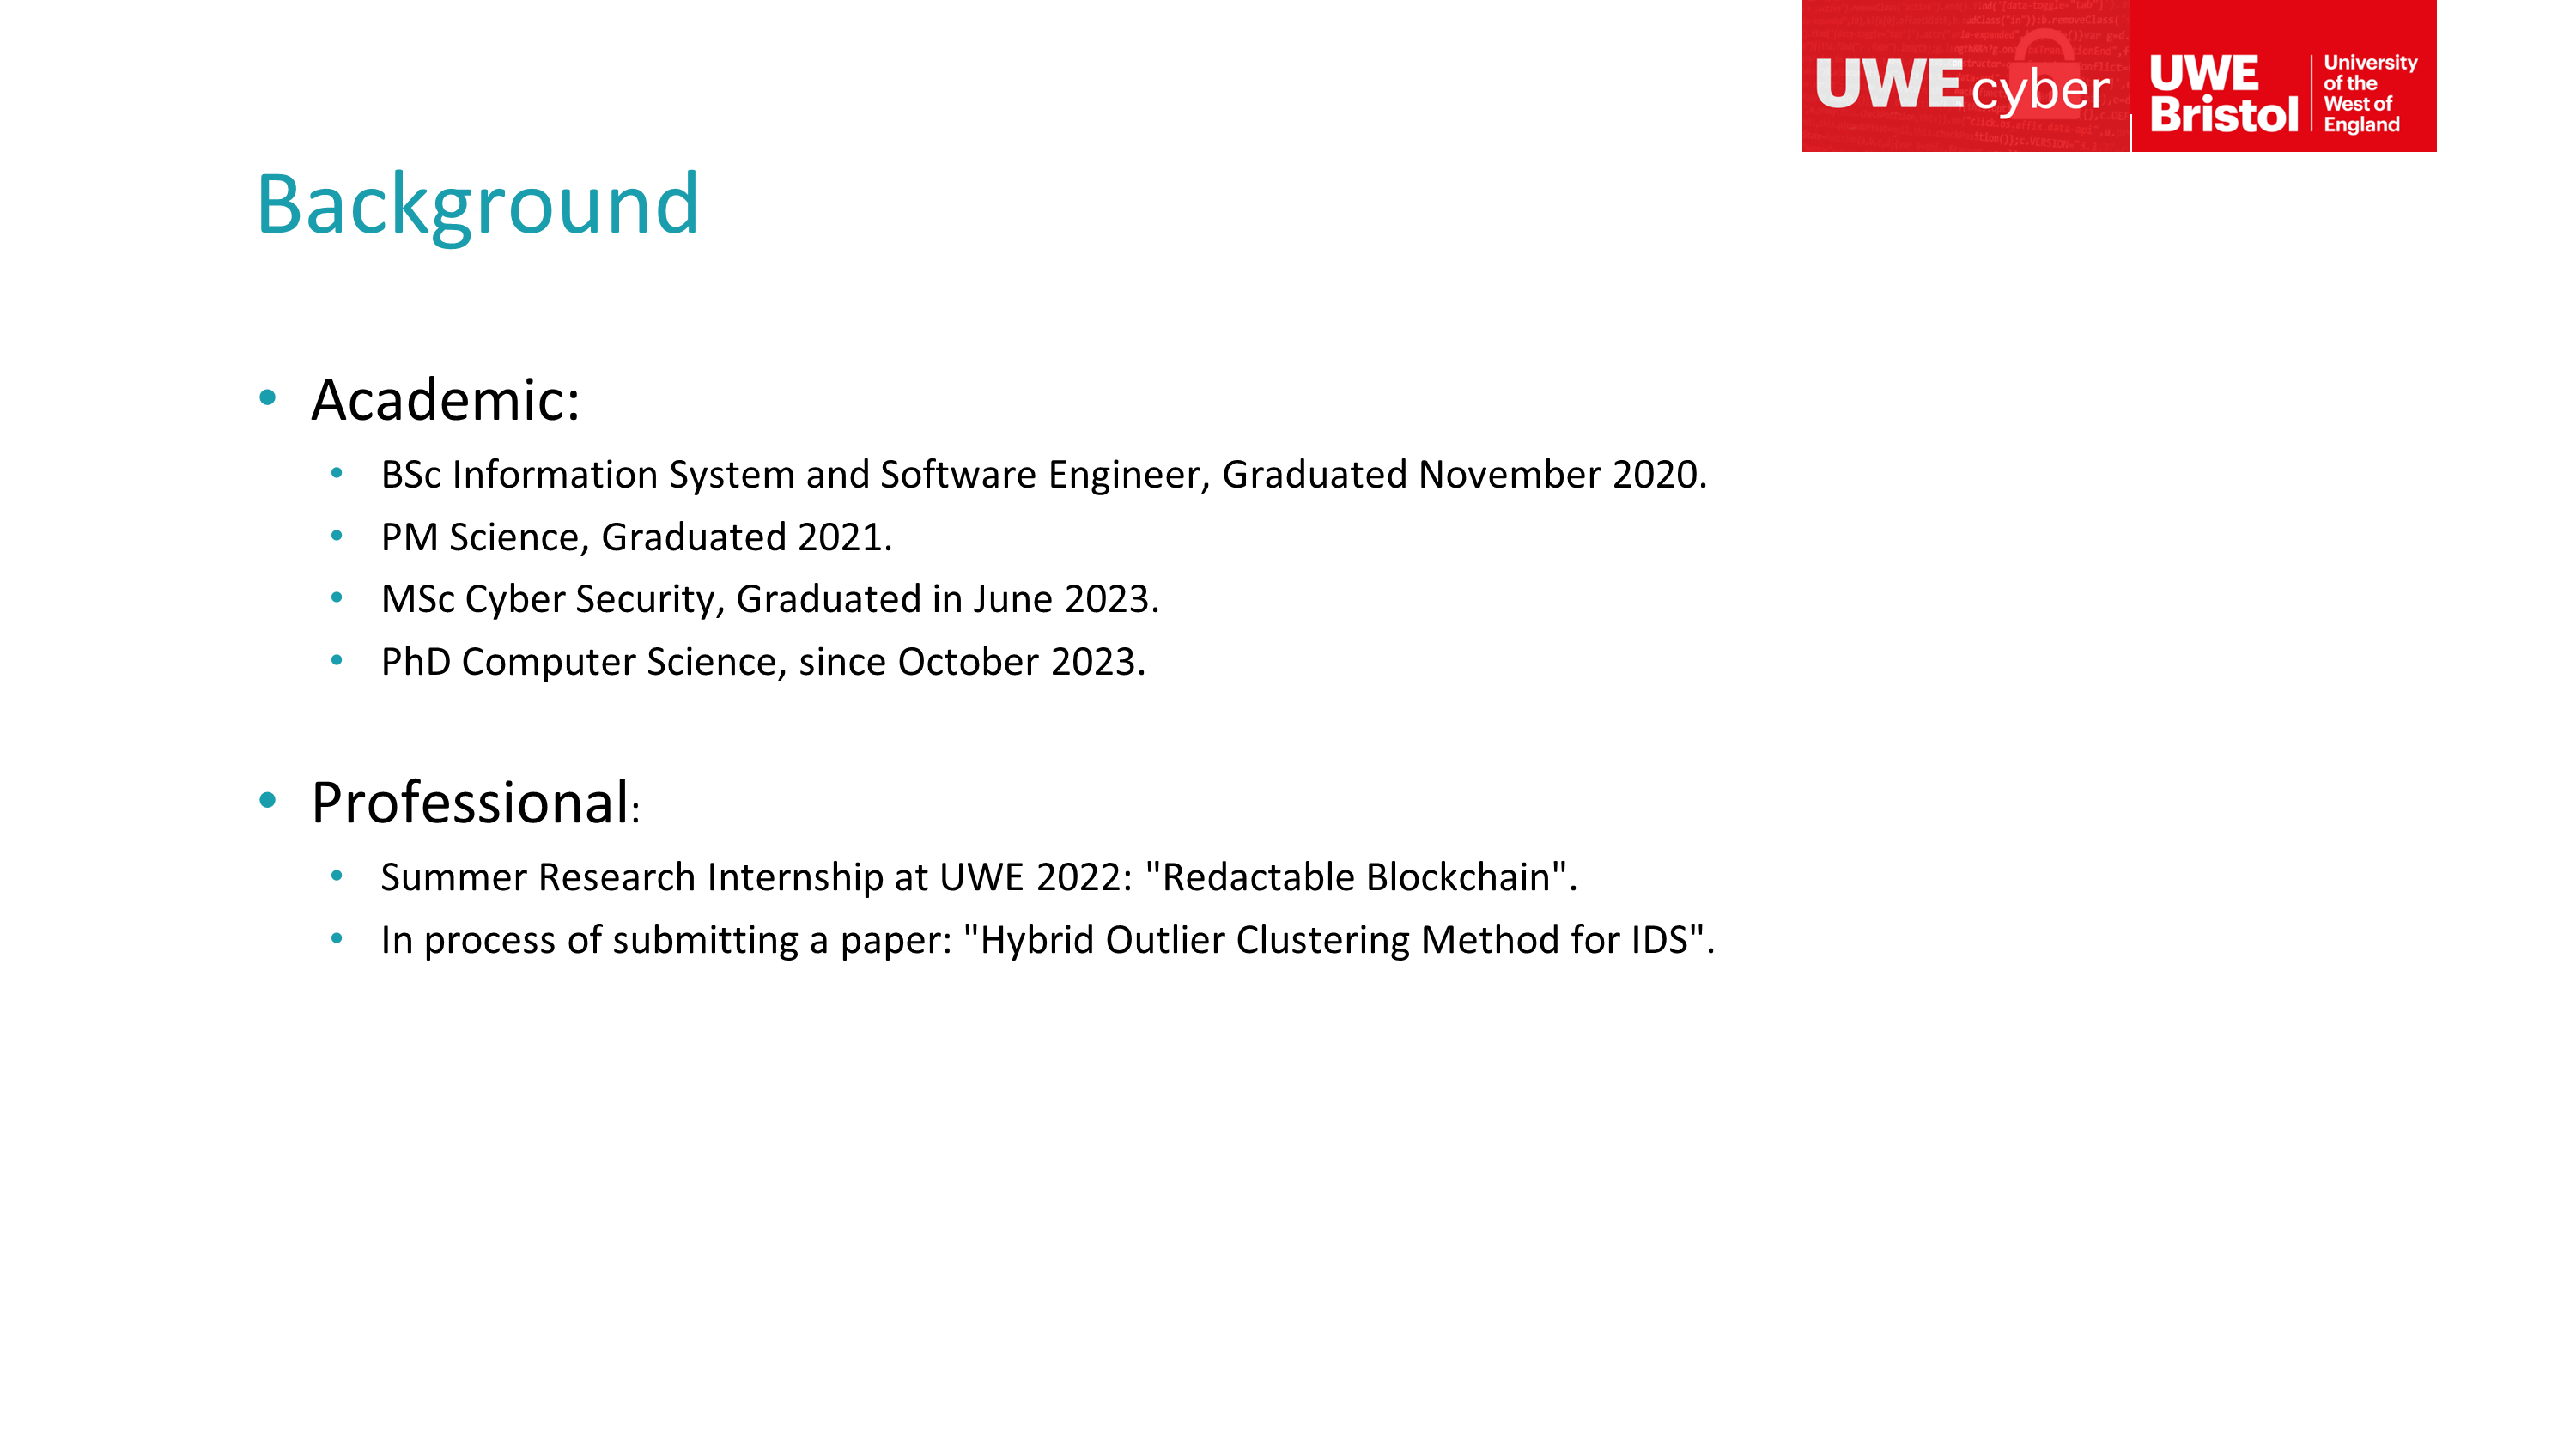 UWE cyber
UWE
Bristol
University
of the
West of
England
Background
• Academic:
• BSc Information System and Software Engineer, Graduated November 2020.
• PM Science, Graduated 2021.
• MSc Cyber Security, Graduated in June 2023.
• PhD Computer Science, since October 2023.
• Professional:
• Summer Research Internship at UWE 2022: "Redactable Blockchain".
• In process of submitting a paper: "Hybrid Outlier Clustering Method for IDS".